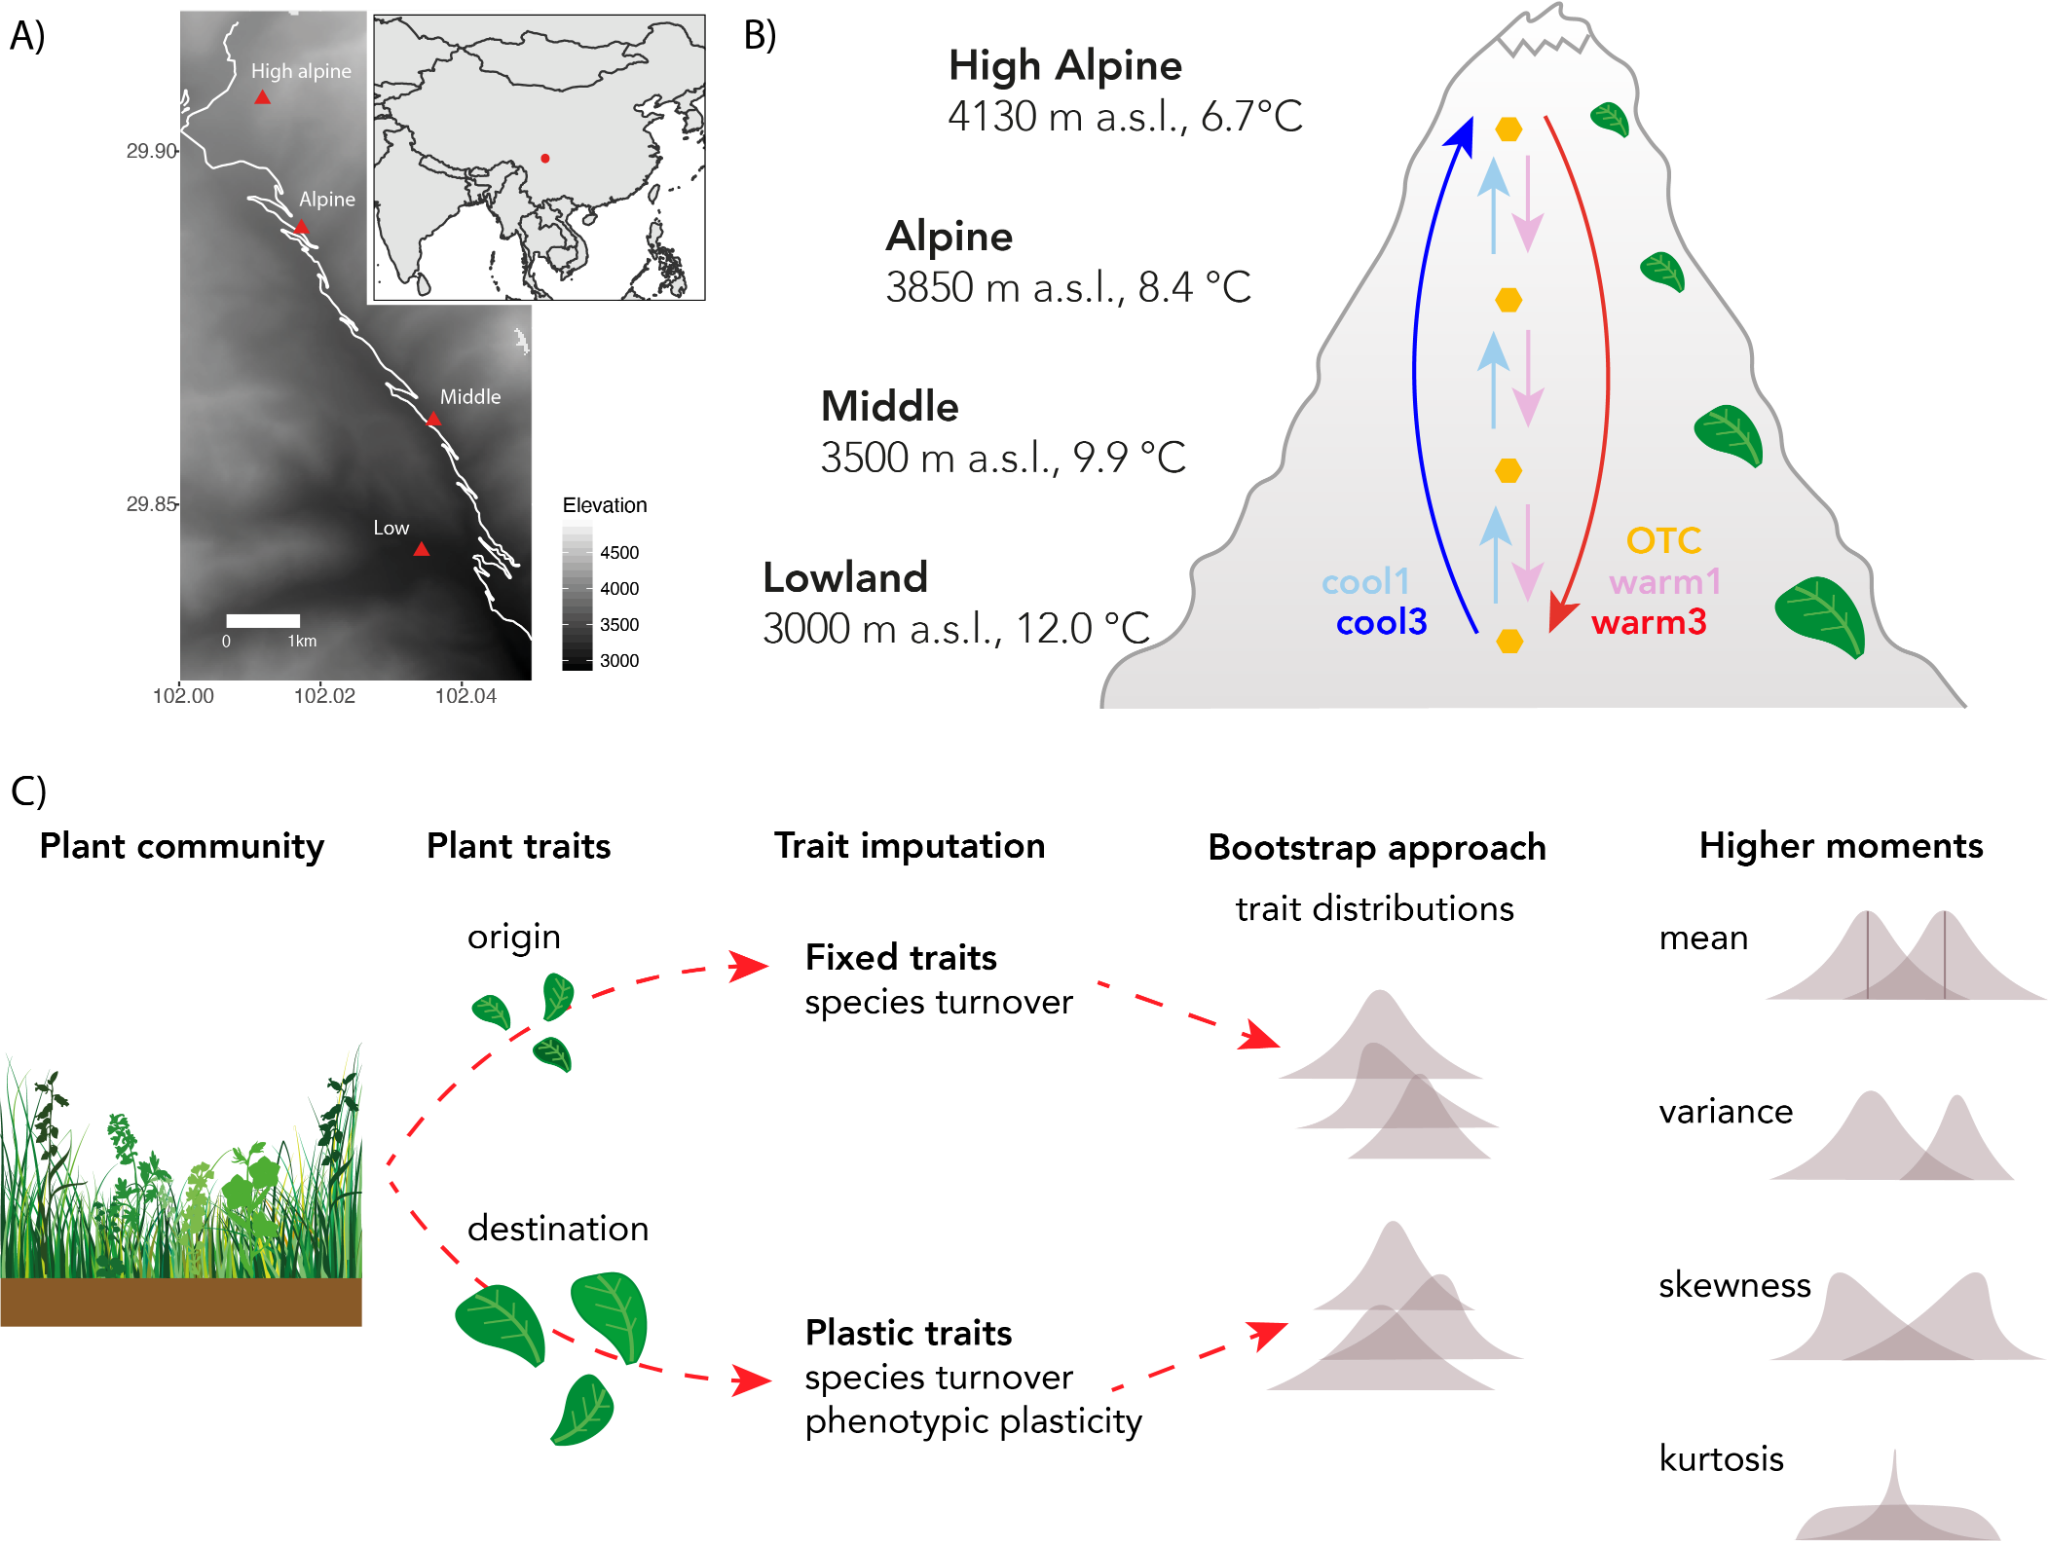 A)
High alpine
29.90
Alpine
Middle
29.85
Low
0
1km
102.00
102.02
102.04
Elevation
4500
4000
3500
3000
B)
High Alpine
4130 m a.s.l., 6.7°C
Alpine
3850 m a.s.l., 8.4 °C
Middle
3500 m a.s.l., 9.9 °C
Lowland
3000 m a.s.l., 12.0 °C
OTC
cool1
warm1
cool3
warm3
C)
Plant community
Plant traits
Trait imputation
Bootstrap approach
Higher moments
trait distributions
origin
mean
Fixed traits
species turnover
variance
destination
skewness
Plastic traits
species turnover
phenotypic plasticity
kurtosis